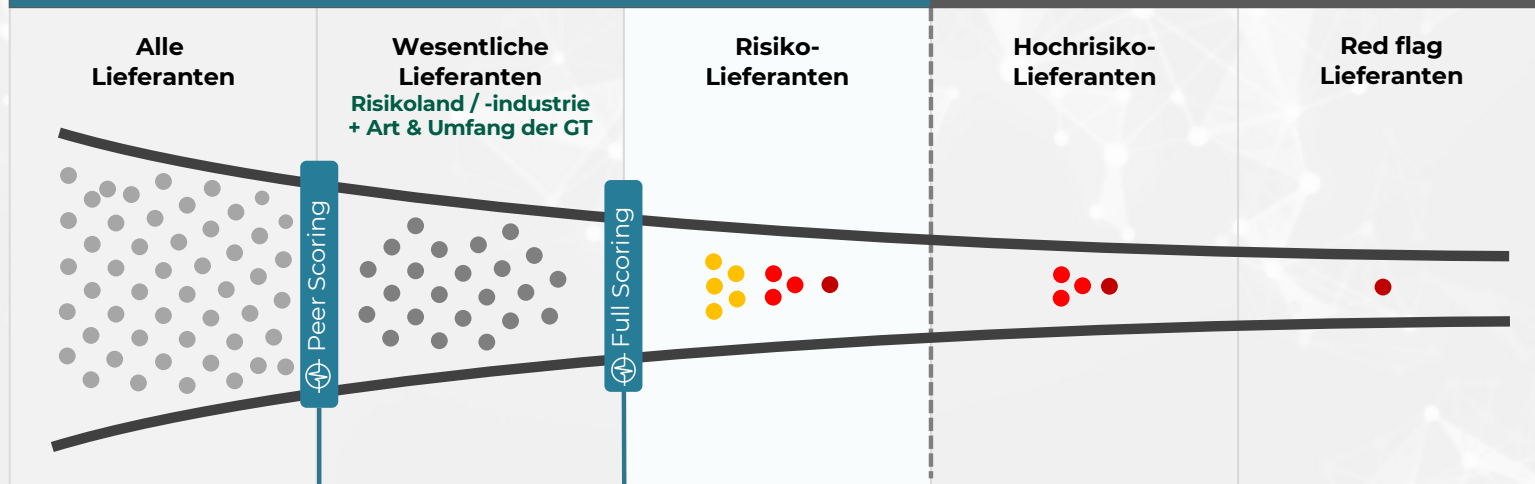 Alle
Lieferanten
Wesentliche
Lieferanten
Risikoland / -industrie
+ Art & Umfang der GT
Risiko-
Lieferanten
Hochrisiko-
Lieferanten
Red flag
Lieferanten
Peer Scoring
Full Scoring